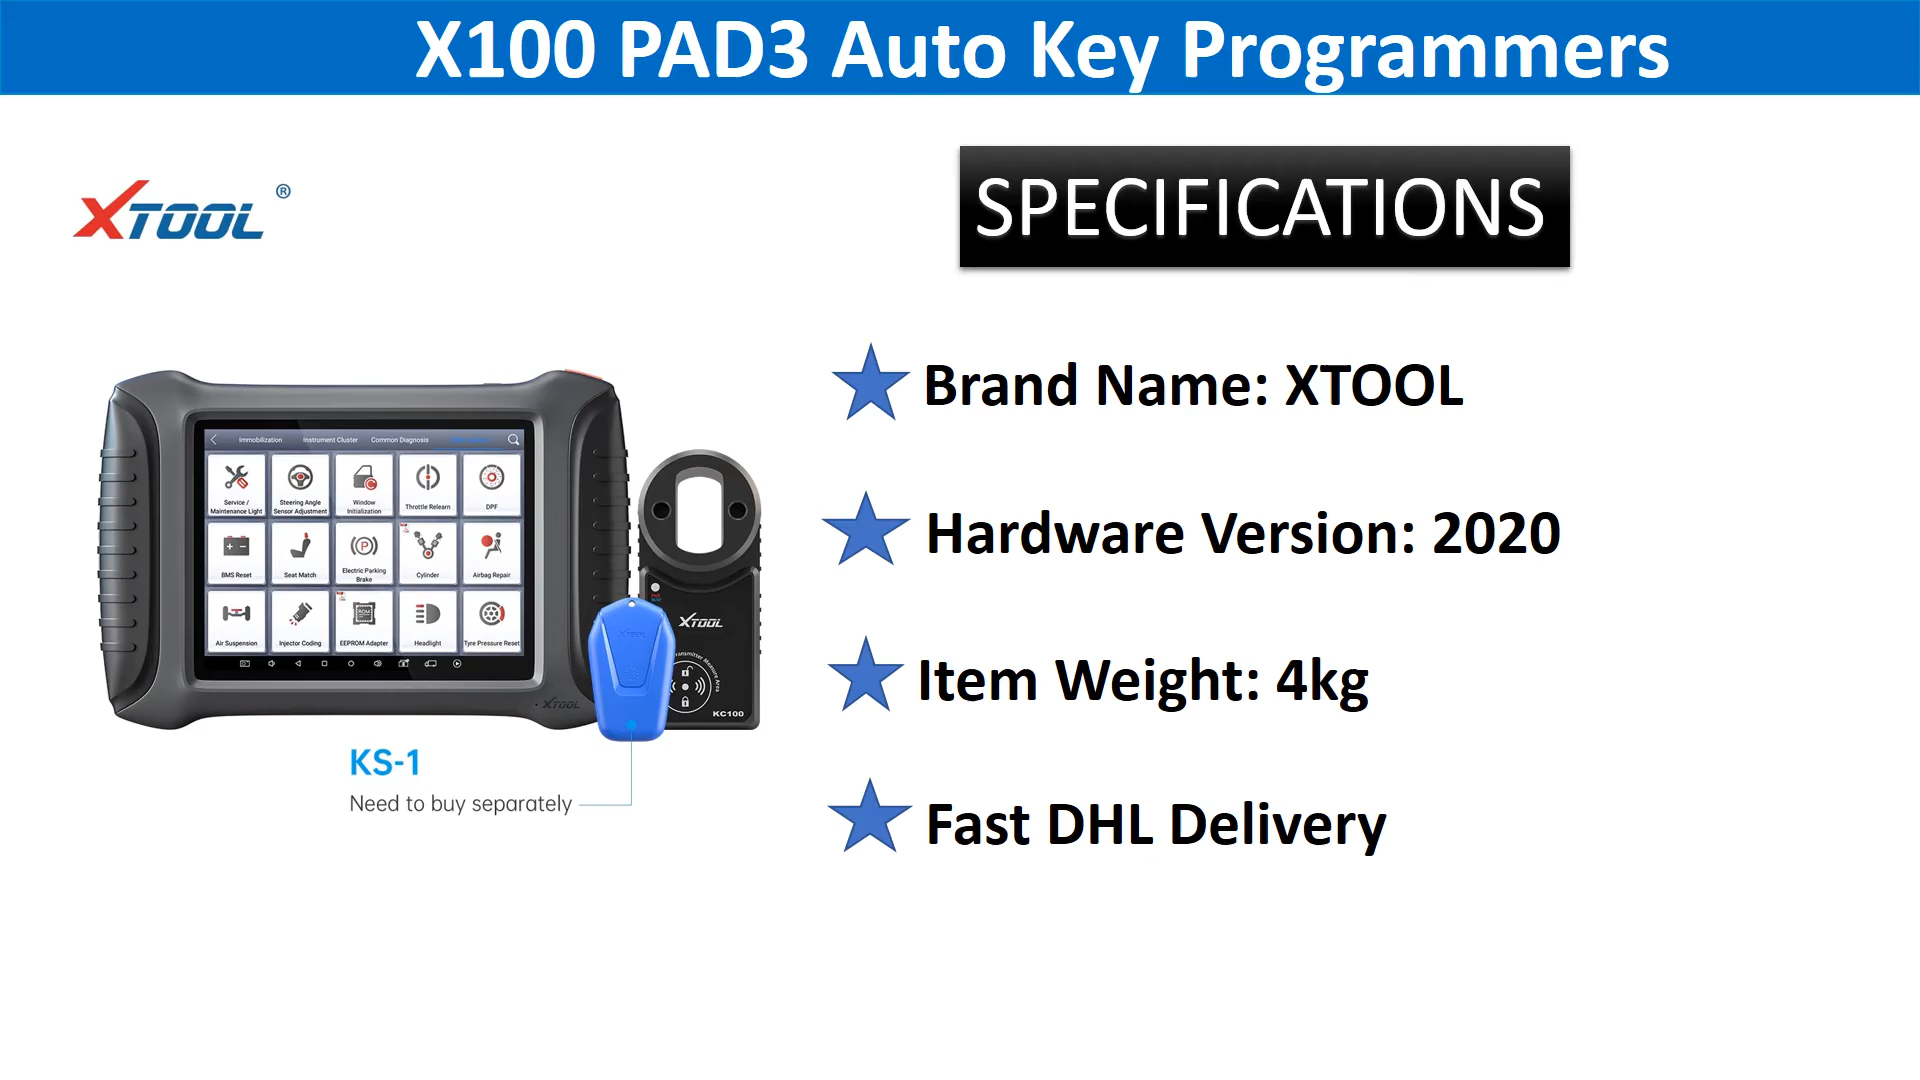 X100 PAD3 Auto Key Programmers
XTOOL ®
SPECIFICATIONS
Brand Name: XTOOL
Hardware Version: 2020
Item Weight: 4kg
Fast DHL Delivery
Immobilization Instrument Cluster Common Diagnosis
Service / Maintenance Light
Steering Angle Sensor Adjustment
Window Initialization
Throttle Relearn
DPF
BMS Reset
Seat Match
Electric Parking Brake
Cylinder
Airbag Repair
Air Suspension
Injector Coding
EEPROM Adapter
Headlight
Tyre Pressure Reset
XTOOL
XTOOL
XTOOL
KC100
KS-1
Need to buy separately